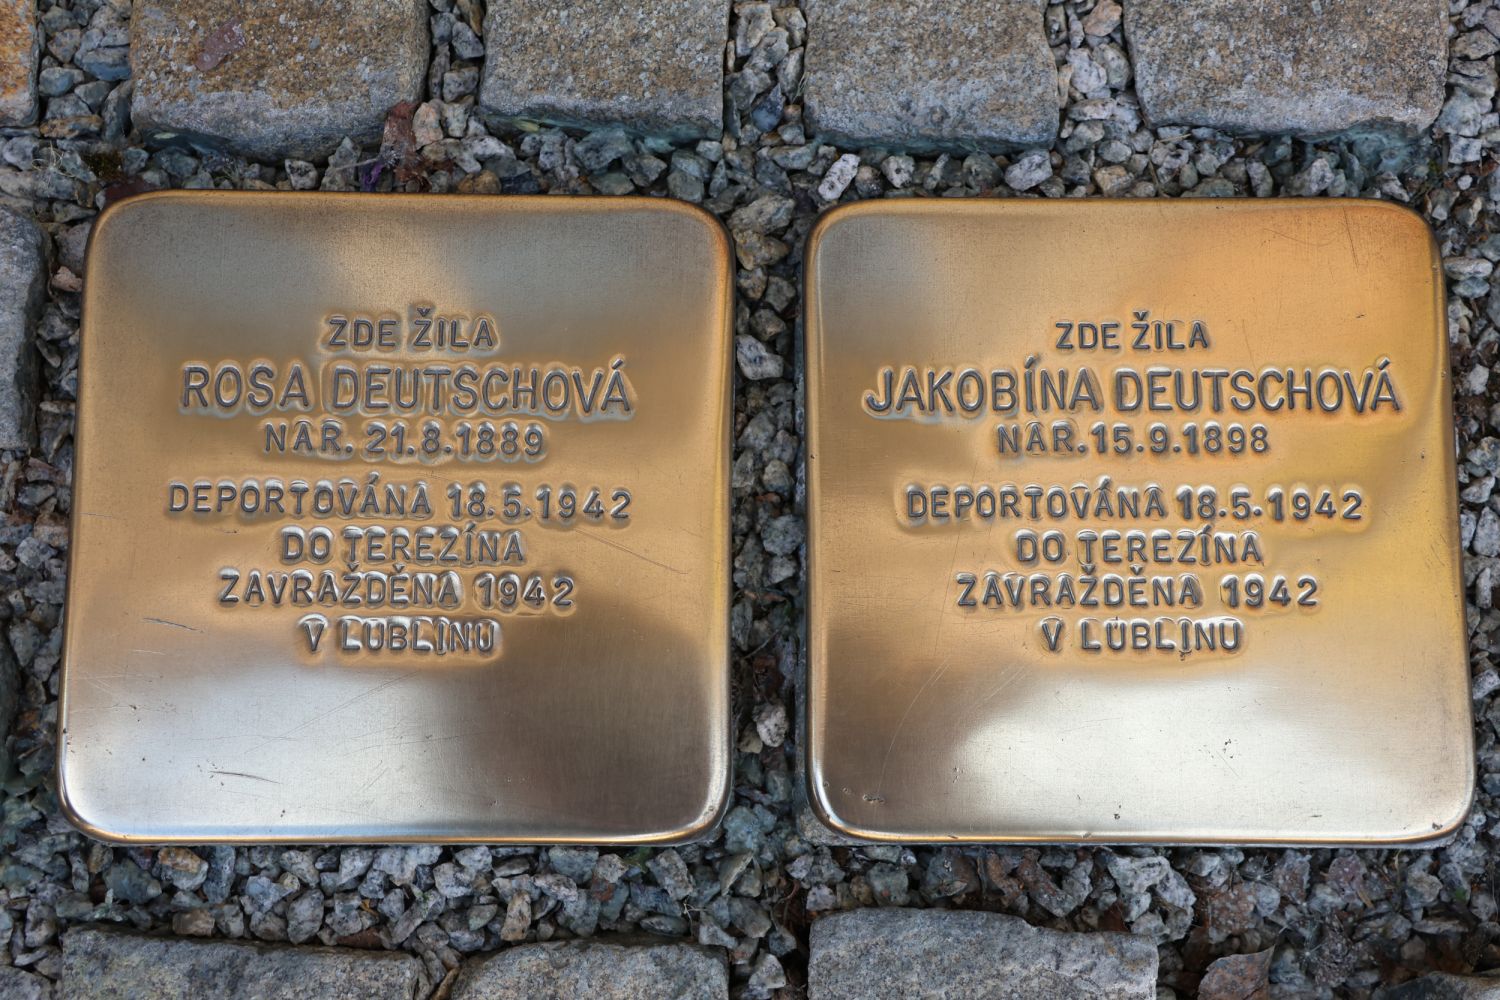 ZDE ŽILA
ROSA DEUTSCHOVÁ
NAR. 21.8.1889
DEPORTOVÁNA 18.5.1942
DO TEREZÍNA
ZAVRAŽDĚNA 1942
V LUBLINU
ZDE ŽILA
JAKOBÍNA DEUTSCHOVÁ
NAR. 15.9.1898
DEPORTOVÁNA 18.5.1942
DO TEREZÍNA
ZAVRAŽDĚNA 1942
V LUBLINU